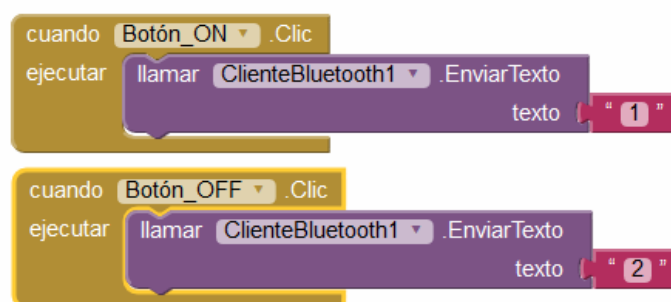 cuando Botón_ON .Clic
ejecutar llamar ClienteBluetooth1 .EnviarTexto
texto " 1 "
cuando Botón_OFF .Clic
ejecutar llamar ClienteBluetooth1 .EnviarTexto
texto " 2 "